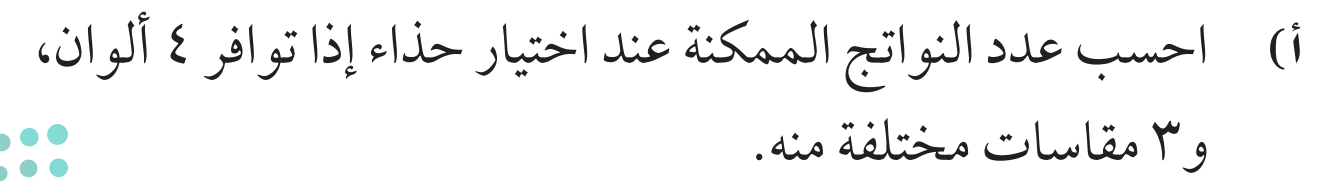 أ) احسب عدد النواتج الممكنة عند اختيار حذاء إذا توافر ٤ ألوان،
و٣ مقاسات مختلفة منه.